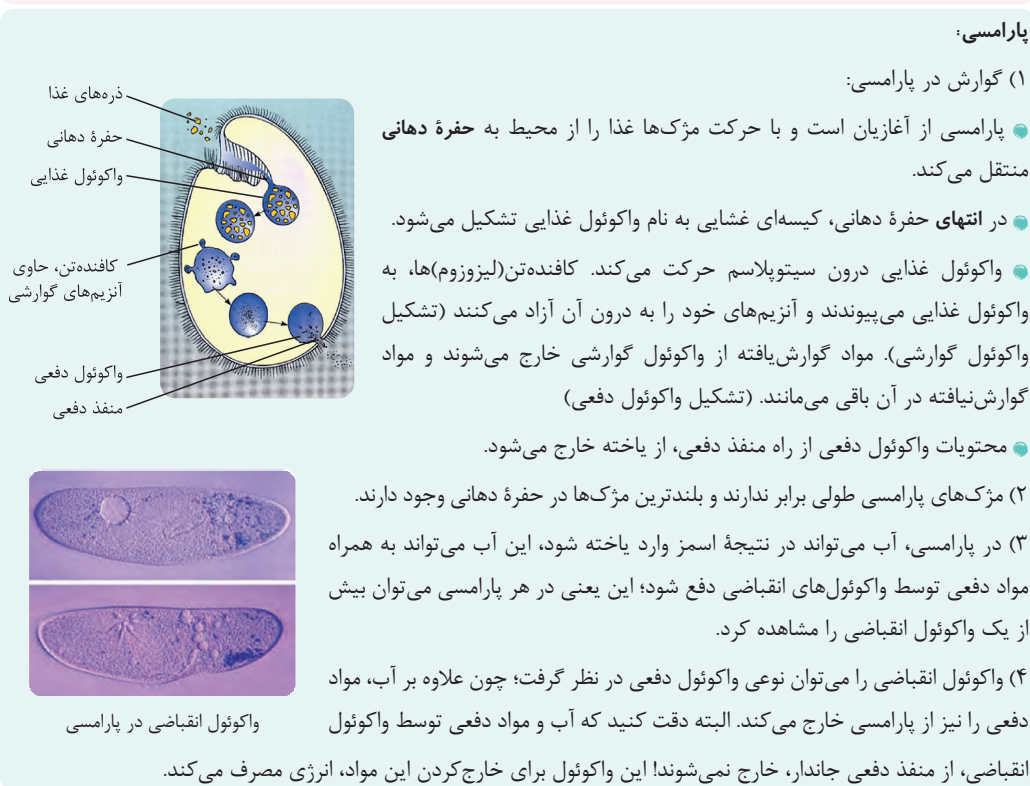 پارامسی:
۱) گوارش در پارامسی:
پارامسی از آغازیان است و با حرکت مژک‌ها غذا را از محیط به حفرهٔ دهانی
منتقل می‌کند.
در انتهای حفرهٔ دهانی، کیسه‌ای غشایی به نام واکوئول غذایی تشکیل می‌شود.
واکوئول غذایی درون سیتوپلاسم حرکت می‌کند. کافنده‌تن(لیزوزوم)ها، به
واکوئول غذایی می‌پیوندند و آنزیم‌های خود را به درون آن آزاد می‌کنند (تشکیل
واکوئول گوارشی). مواد گوارش‌یافته از واکوئول گوارشی خارج می‌شوند و مواد
گوارش‌نیافته در آن باقی می‌مانند. (تشکیل واکوئول دفعی)
محتویات واکوئول دفعی از راه منفذ دفعی، از یاخته خارج می‌شود.
۲) مژک‌های پارامسی طولی برابر ندارند و بلندترین مژک‌ها در حفرهٔ دهانی وجود دارند.
۳) در پارامسی، آب می‌تواند در نتیجهٔ اسمز وارد یاخته شود، این آب می‌تواند به همراه
مواد دفعی توسط واکوئول‌های انقباضی دفع شود؛ این یعنی در هر پارامسی می‌توان بیش
از یک واکوئول انقباضی را مشاهده کرد.
۴) واکوئول انقباضی را می‌توان نوعی واکوئول دفعی در نظر گرفت؛ چون علاوه بر آب، مواد
دفعی را نیز از پارامسی خارج می‌کند. البته دقت کنید که آب و مواد دفعی توسط واکوئول
انقباضی، از منفذ دفعی جاندار، خارج نمی‌شوند! این واکوئول برای خارج‌کردن این مواد، انرژی مصرف می‌کند.
ذره‌های غذا
حفرهٔ دهانی
واکوئول غذایی
کافنده‌تن، حاوی
آنزیم‌های گوارشی
واکوئول دفعی
منفذ دفعی
واکوئول انقباضی در پارامسی